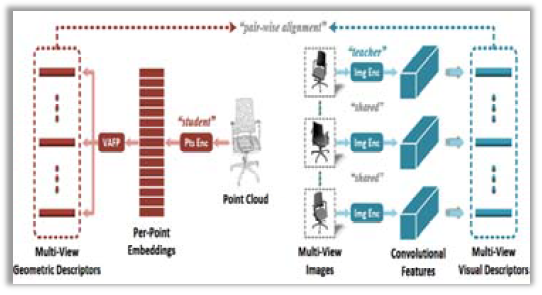 "pair-wise alignment"
"teacher"
Img Enc
"shared"
"student"
VAFP
Pts Enc
Img Enc
"shared"
Point Cloud
Img Enc
Per-Point
Embeddings
Multi-View
Geometric Descriptors
Multi-View
Images
Convolutional
Features
Multi-View
Visual Descriptors